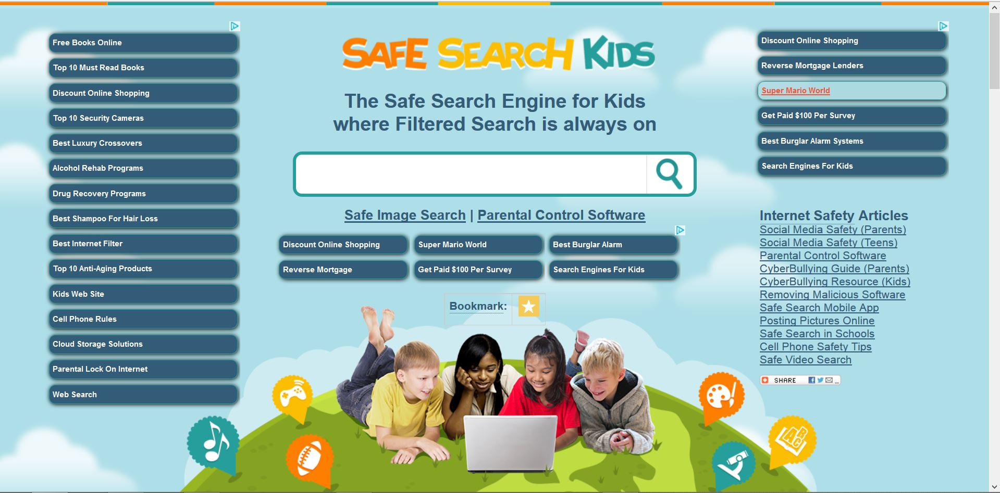 Free Books Online
Top 10 Must Read Books
Discount Online Shopping
Top 10 Security Cameras
Best Luxury Crossovers
Alcohol Rehab Programs
Drug Recovery Programs
Best Shampoo For Hair Loss
Best Internet Filter
Top 10 Anti-Aging Products
Kids Web Site
Cell Phone Rules
Cloud Storage Solutions
Parental Lock On Internet
Web Search
SAFE SEARCH KIDS
The Safe Search Engine for Kids
where Filtered Search is always on
Safe Image Search | Parental Control Software
Discount Online Shopping
Super Mario World
Best Burglar Alarm
Reverse Mortgage
Get Paid $100 Per Survey
Search Engines For Kids
Bookmark:
Discount Online Shopping
Reverse Mortgage Lenders
Super Mario World
Get Paid $100 Per Survey
Best Burglar Alarm Systems
Search Engines For Kids
Internet Safety Articles
Social Media Safety (Parents)
Social Media Safety (Teens)
Parental Control Software
CyberBullying Guide (Parents)
CyberBullying Resource (Kids)
Removing Malicious Software
Safe Search Mobile App
Posting Pictures Online
Safe Search in Schools
Cell Phone Safety Tips
Safe Video Search
SHARE
ABC